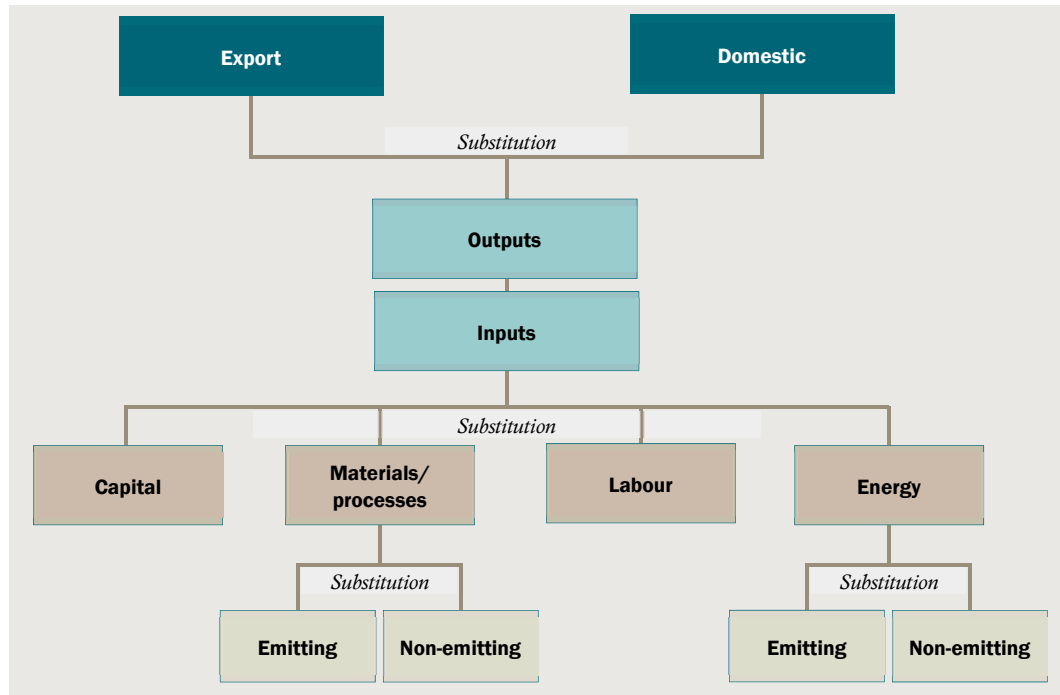 Export
Domestic
Substitution
Outputs
Inputs
Substitution
Capital
Materials/
processes
Labour
Energy
Substitution
Substitution
Emitting
Non-emitting
Emitting
Non-emitting